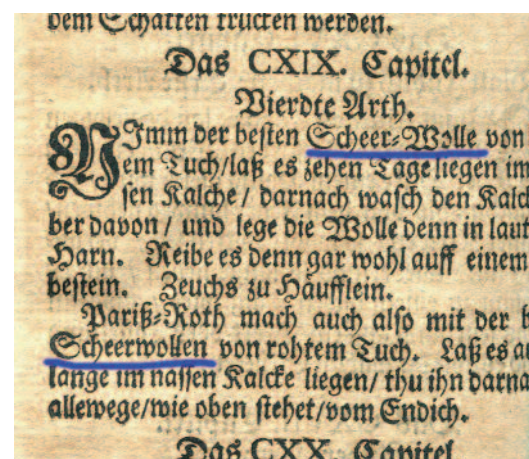 dem Schatten trucken werden.
Das CXIX. Capitel.
Vierdte Arth.
NImm der besten Scheer-Wolle von
em Tuch/laß es zehen Tage liegen im
sen Kalche / darnach wasch den Kalc
ber davon / und lege die Wolle denn in laut
Harn. Reibe es denn gar wohl auff einem
bestein. Zeuchs zu Häufflein.
Pariß-Roth mach auch also mit der b
Scheerwollen von rohtem Tuch. Laß es a
lange im nassen Kalcke liegen/ thu ihn darna
allewege/wie oben stehet/vom Endich.
Das CXX. Capitel